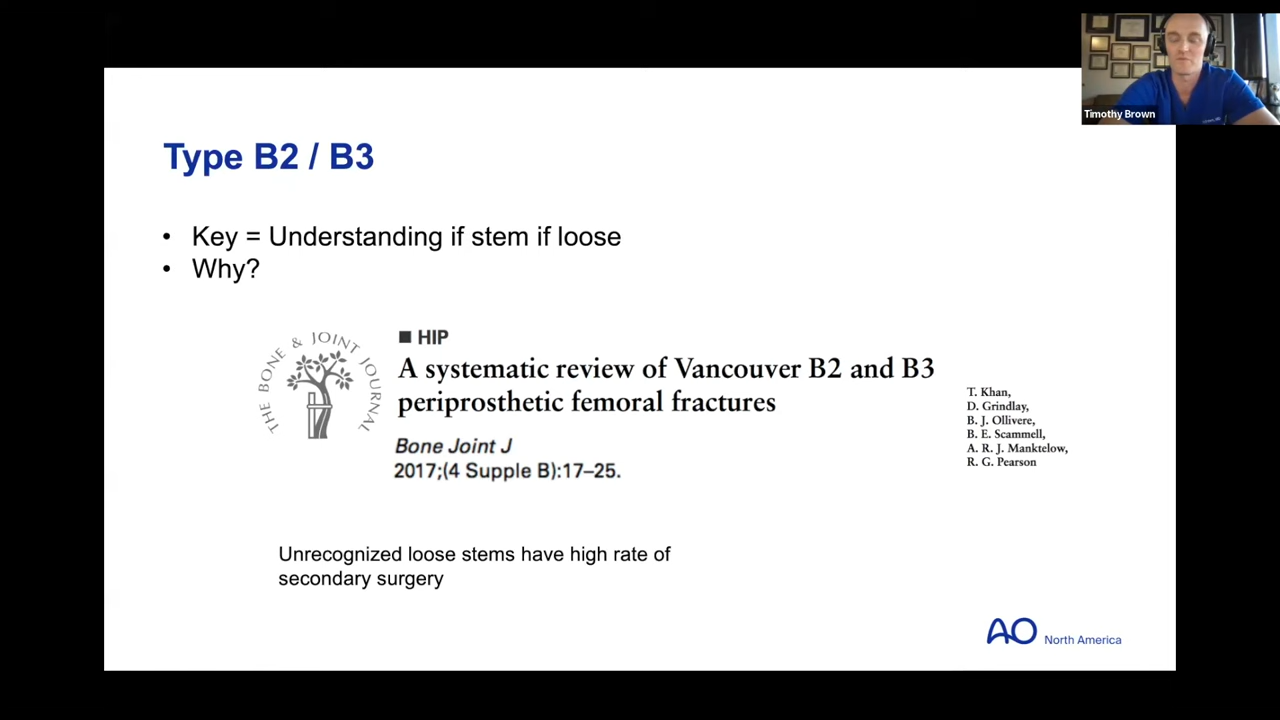 Timothy Brown
Type B2 / B3
• Key = Understanding if stem if loose
• Why?
THE BONE & JOINT JOURNAL
■ HIP
A systematic review of Vancouver B2 and B3
periprosthetic femoral fractures
Bone Joint J
2017;(4 Supple B):17–25.
T. Khan,
D. Grindlay,
B. J. Ollivere,
B. E. Scammell,
A. R. J. Manktelow,
R. G. Pearson
Unrecognized loose stems have high rate of
secondary surgery
AO North America